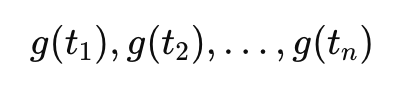 g(t₁), g(t₂), . . . , g(tₙ)